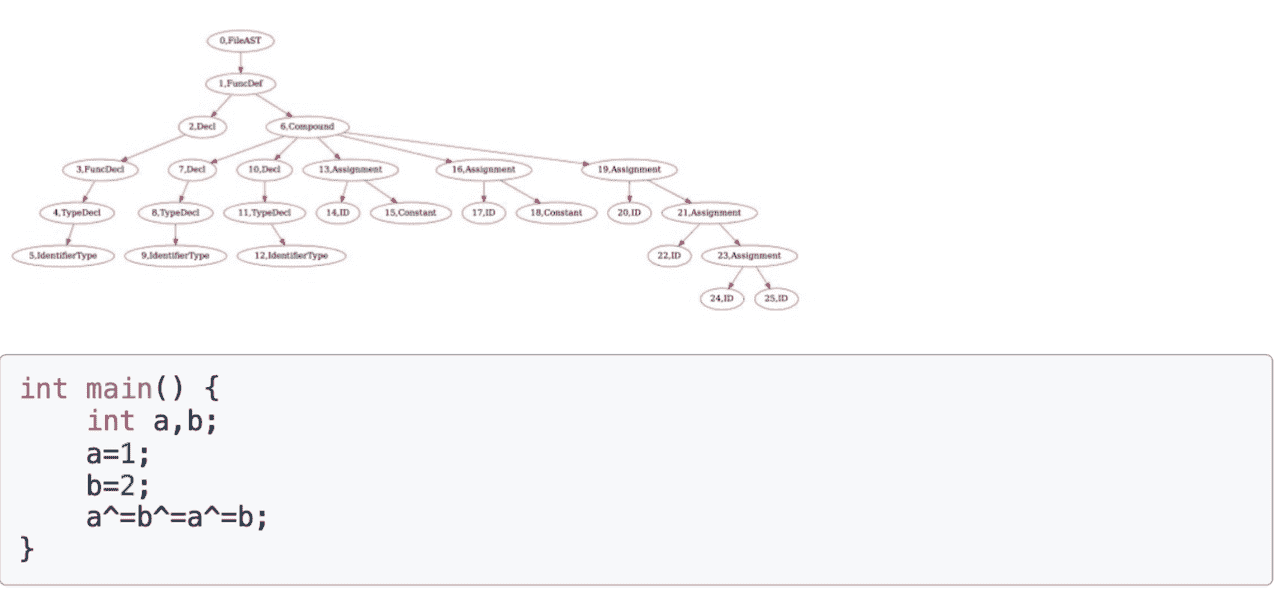 0,FileAST
1,FuncDef
2,Decl
6,Compound
3,FuncDecl
7,Decl
10,Decl
13,Assignment
16,Assignment
19,Assignment
4,TypeDecl
8,TypeDecl
11,TypeDecl
14,ID
15,Constant
17,ID
18,Constant
20,ID
21,Assignment
5,IdentifierType
9,IdentifierType
12,IdentifierType
22,ID
23,Assignment
24,ID
25,ID
int main() {
    int a,b;
    a=1;
    b=2;
    a^=b^=a^=b;
}